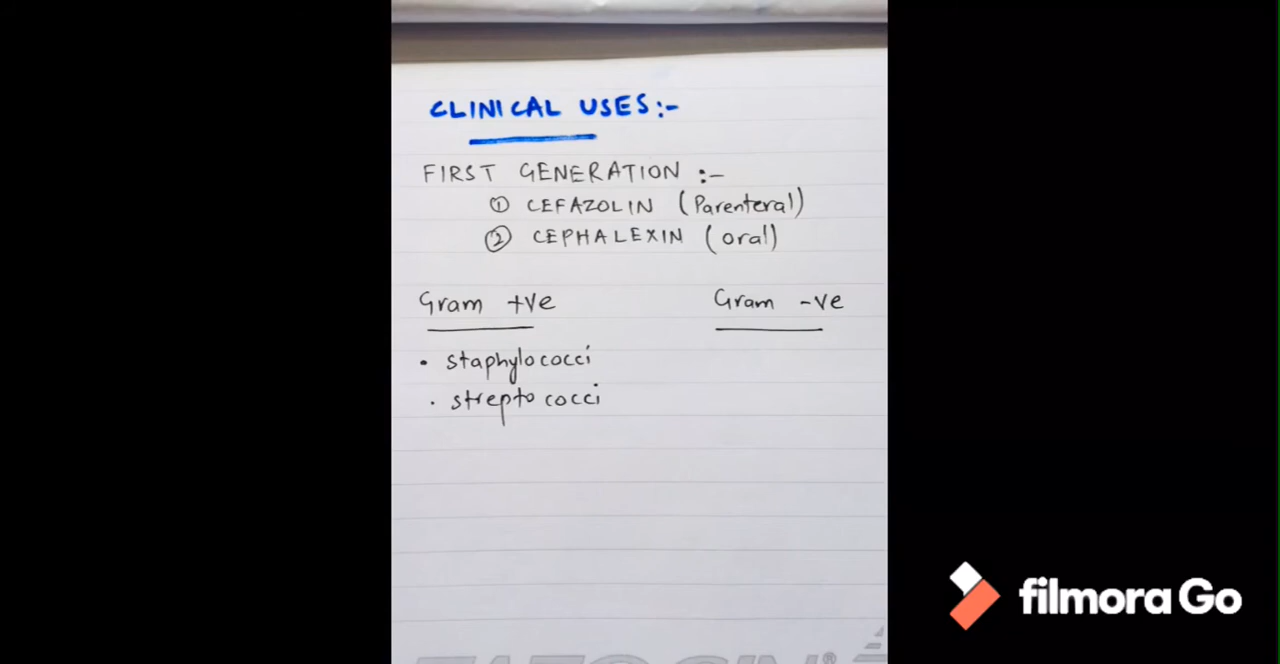 CLINICAL USES:-
FIRST GENERATION :-
① CEFAZOLIN (Parenteral)
② CEPHALEXIN (oral)
Gram +ve Gram -ve
• staphylococci
• streptococci
filmora Go